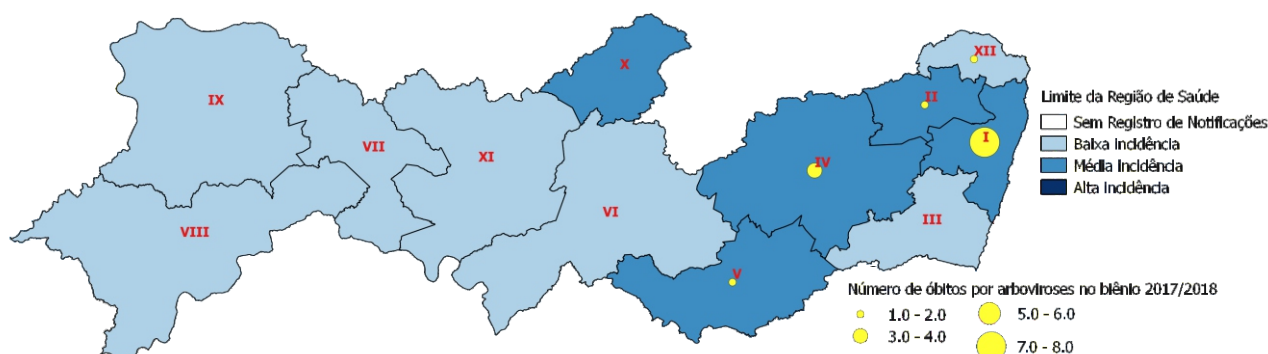 XII
X
IX
II
I
VII
XI
IV
VI
III
VIII
V
Limite da Região de Saúde
Sem Registro de Notificações
Baixa Incidência
Média Incidência
Alta Incidência
Número de óbitos por arboviroses no biênio 2017/2018
1.0 - 2.0
5.0 - 6.0
3.0 - 4.0
7.0 - 8.0